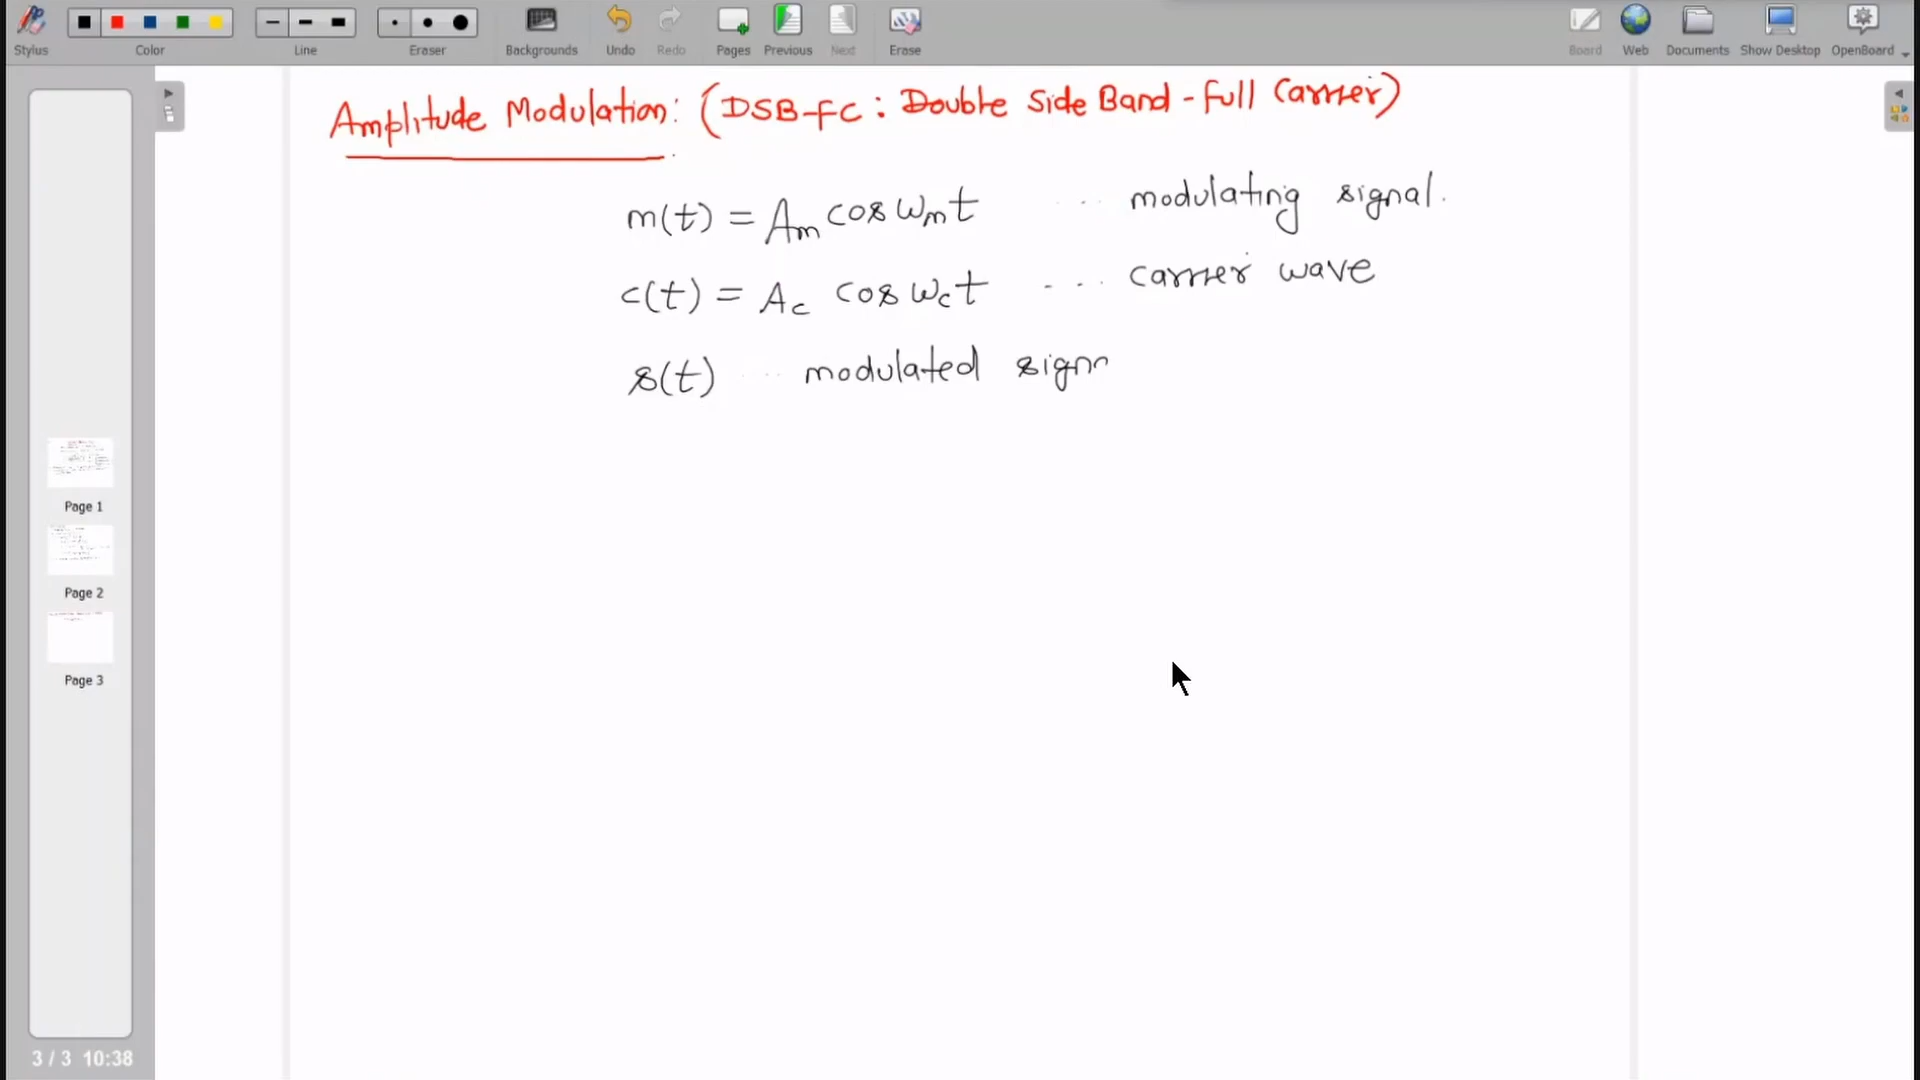 Stylus Color Line Eraser Backgrounds Undo Redo Pages Previous Next Erase Board Web Documents Show Desktop OpenBoard
Amplitude Modulation: (DSB-FC: Double Side Band - Full Carrier)
m(t) = Am cos ωmt ... modulating signal.
c(t) = Ac cos ωct ... carrier wave
s(t) ... modulated sign
Page 1
Page 2
Page 3
3 / 3 10:38